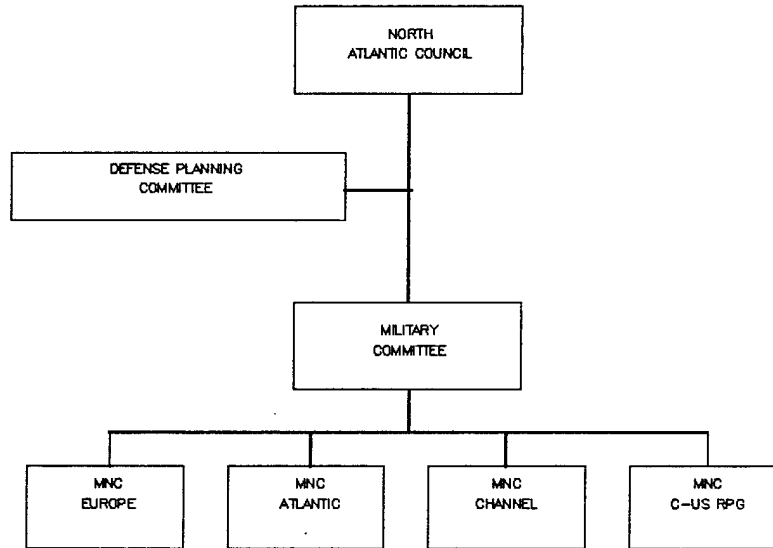 NORTH
ATLANTIC COUNCIL
DEFENSE PLANNING
COMMITTEE
MILITARY
COMMITTEE
MNC
EUROPE
MNC
ATLANTIC
MNC
CHANNEL
MNC
C-US RPG